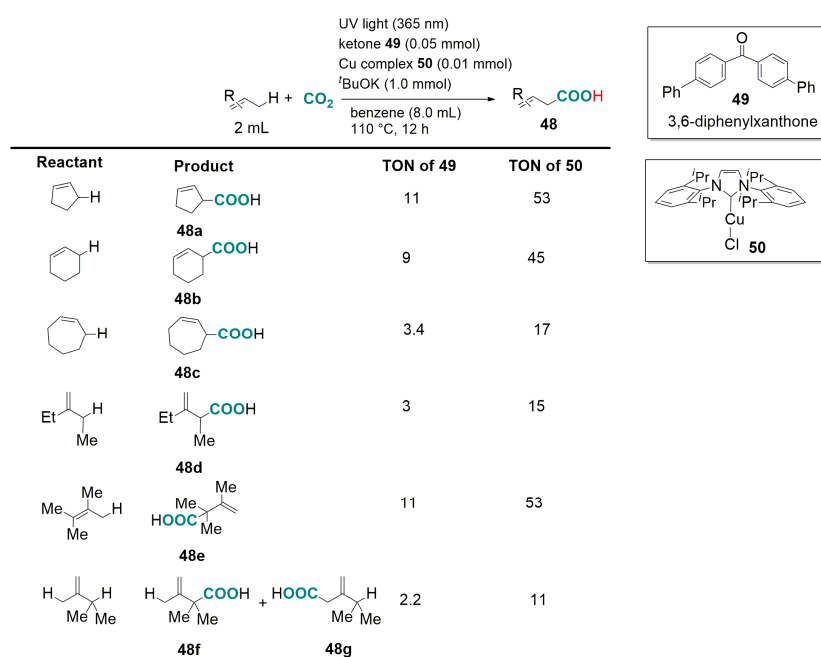 UV light (365 nm)
ketone 49 (0.05 mmol)
Cu complex 50 (0.01 mmol)
ᵗBuOK (1.0 mmol)
R H + CO₂ R COOH
2 mL
benzene (8.0 mL)
110 °C, 12 h
48
O
Ph Ph
49
3,6-diphenylxanthone
ⁱPr ⁱPr
N N
ⁱPr ⁱPr
Cu
Cl 50
Reactant Product TON of 49 TON of 50
H COOH 11 53
48a
H COOH 9 45
48b
H COOH 3.4 17
48c
Et H Me Et COOH Me 3 15
48d
Me Me Me H HOOC Me Me Me 11 53
48e
H H Me Me H COOH Me Me + HOOC H Me Me 2.2 11
48f 48g